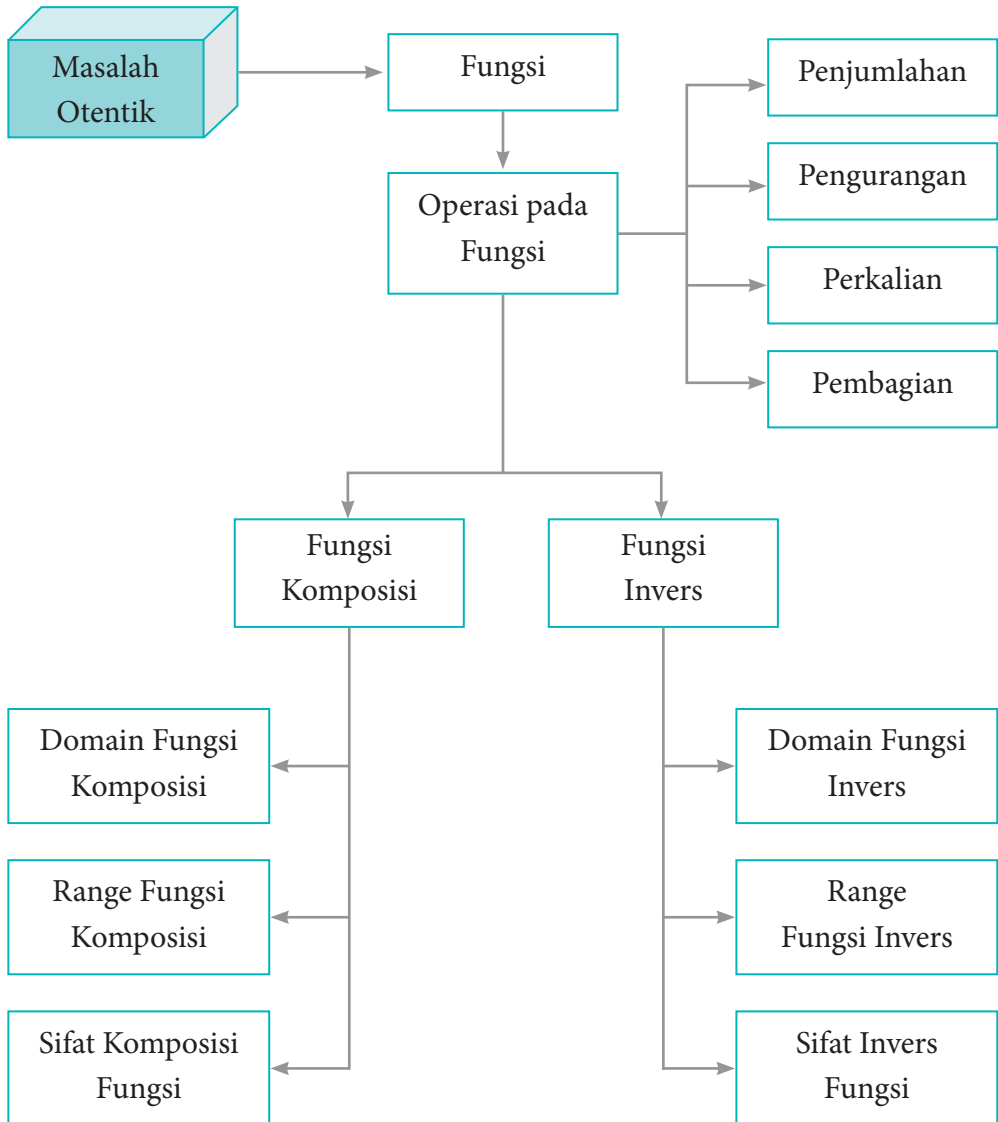 Masalah
Otentik
Fungsi
Penjumlahan
Pengurangan
Operasi pada
Fungsi
Perkalian
Pembagian
Fungsi
Komposisi
Fungsi
Invers
Domain Fungsi
Komposisi
Domain Fungsi
Invers
Range Fungsi
Komposisi
Range
Fungsi Invers
Sifat Komposisi
Fungsi
Sifat Invers
Fungsi